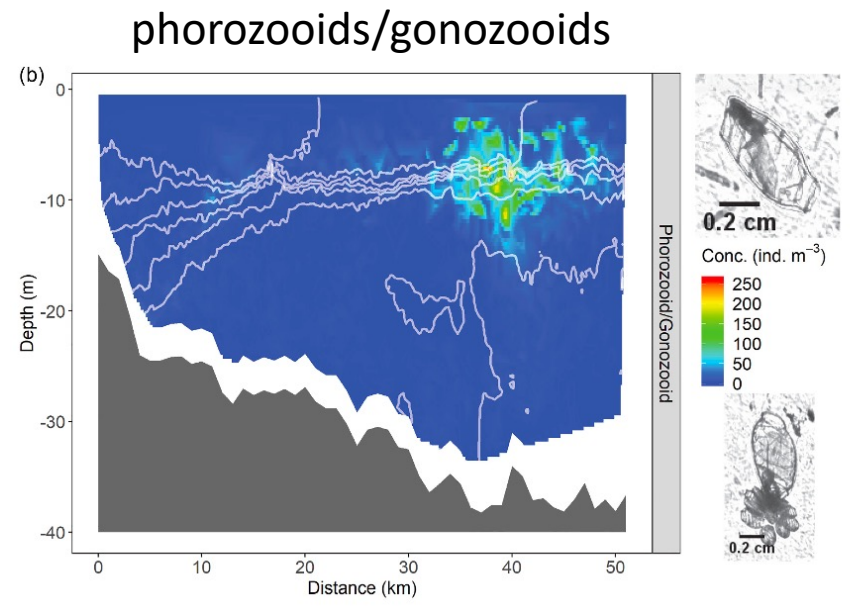 phorozooids/gonozooids
(b)
0
-10
-20
-30
-40
Depth (m)
0 10 20 30 40 50
Distance (km)
Phorozooid/Gonozooid
0.2 cm
Conc. (ind. m⁻³)
250
200
150
100
50
0
0.2 cm